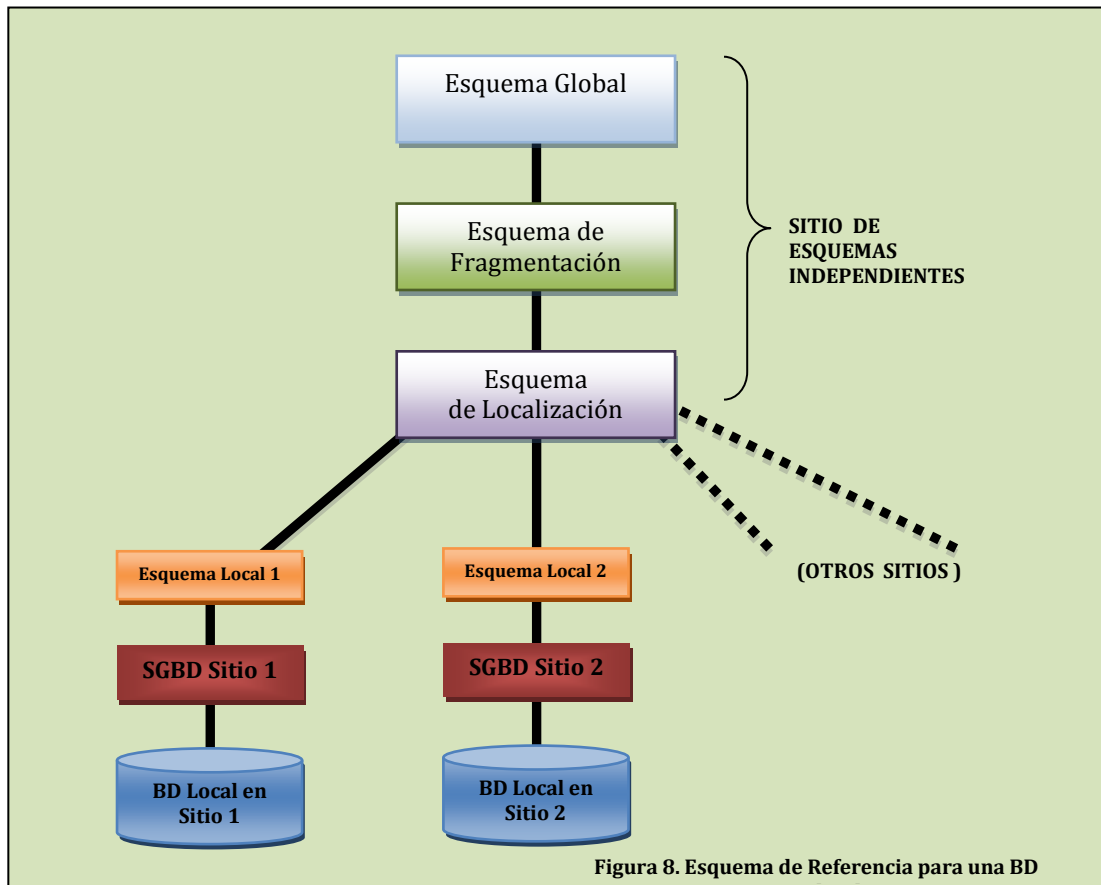 Esquema Global
Esquema de
Fragmentación
SITIO DE
ESQUEMAS
INDEPENDIENTES
Esquema
de Localización
Esquema Local 1
Esquema Local 2
(OTROS SITIOS )
SGBD Sitio 1
SGBD Sitio 2
BD Local en
Sitio 1
BD Local en
Sitio 2
Figura 8. Esquema de Referencia para una BD